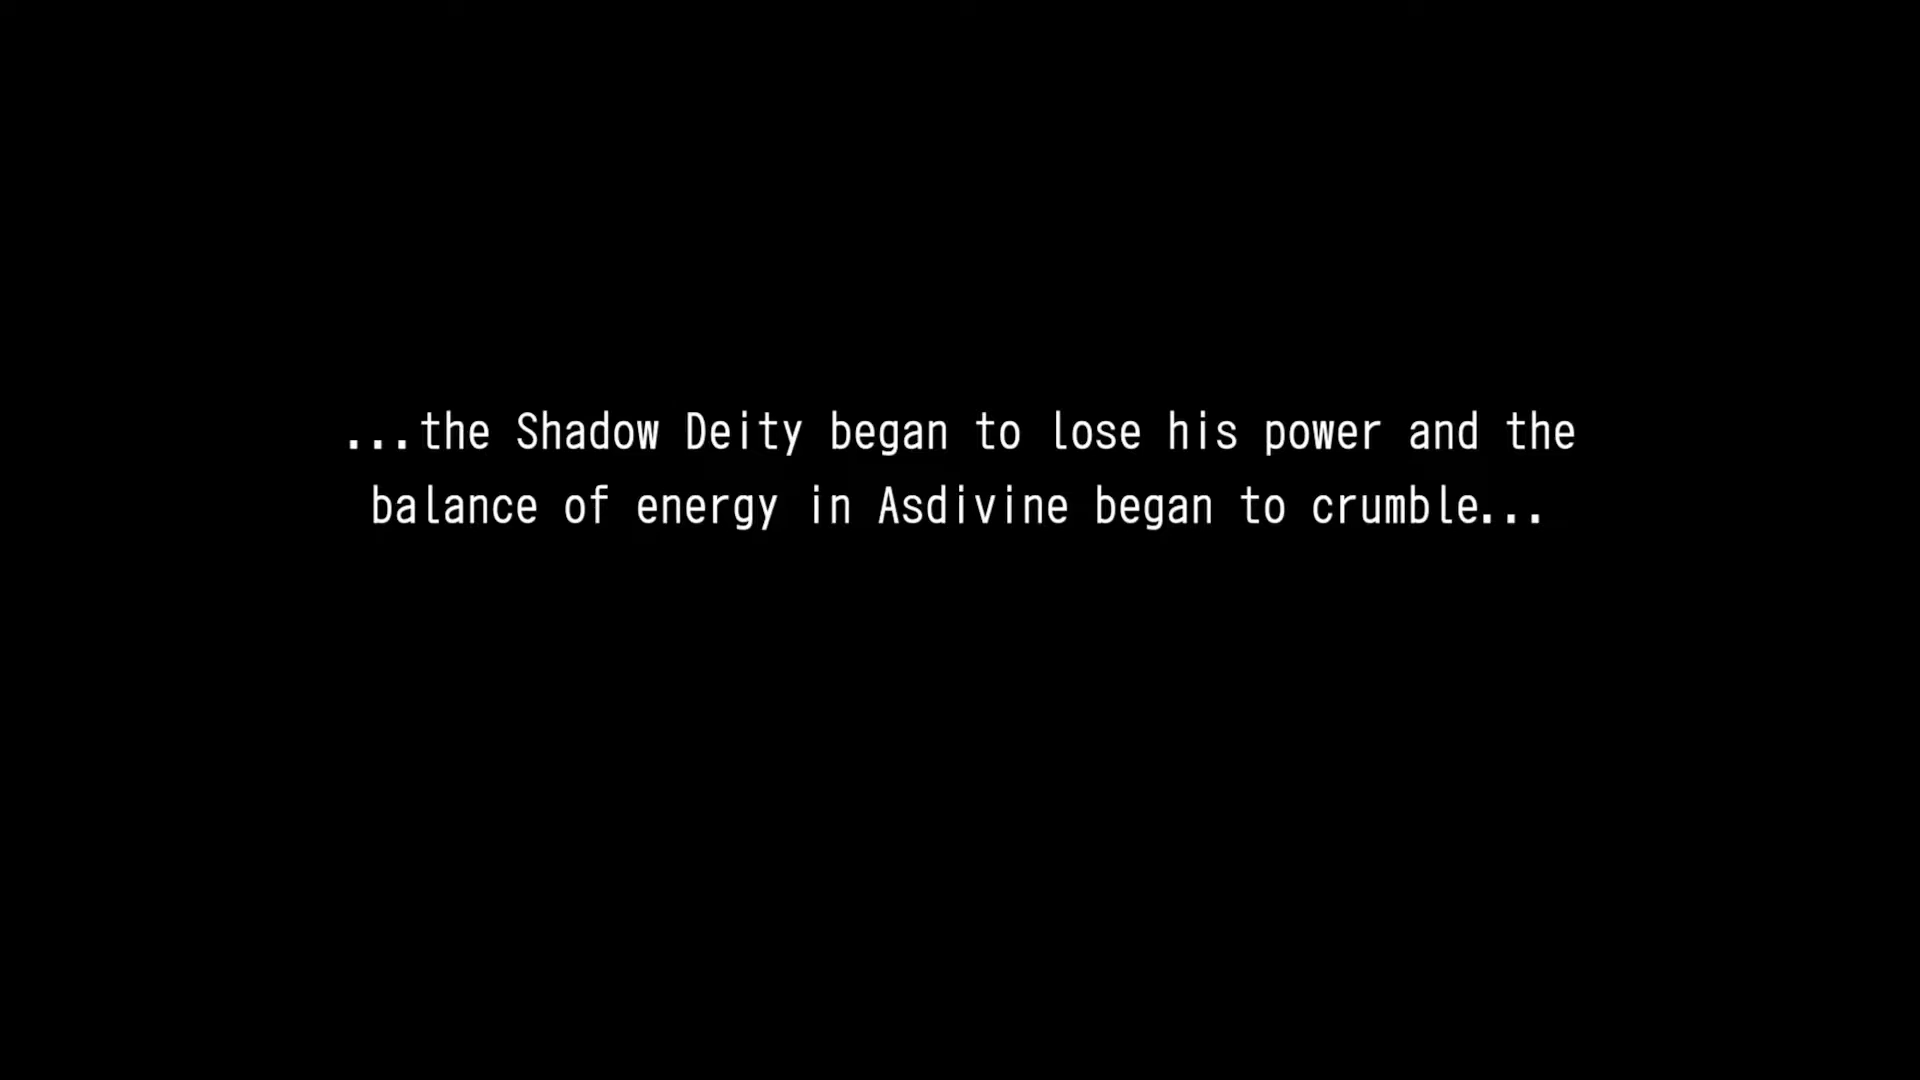 ...the Shadow Deity began to lose his power and the
balance of energy in Asdivine began to crumble...